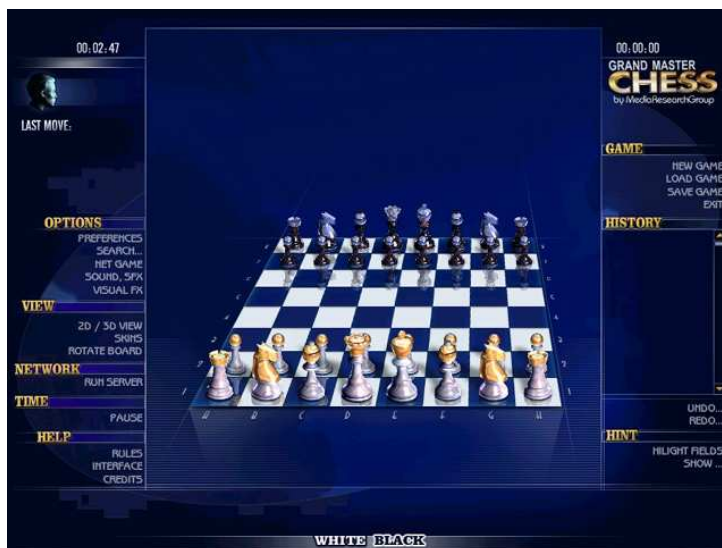 00:02:47
00:00:00
GRAND MASTER
CHESS
by MediaResearchGroup
LAST MOVE:
GAME
NEW GAME
LOAD GAME
SAVE GAME
EXIT
OPTIONS
PREFERENCES
SEARCH...
NET GAME
SOUND, SFX
VISUAL FX
HISTORY
VIEW
2D / 3D VIEW
SKINS
ROTATE BOARD
NETWORK
RUN SERVER
TIME
PAUSE
UNDO...
REDO...
HELP
RULES
INTERFACE
CREDITS
HINT
HILIGHT FIELDS
SHOW ...
A B C D E F G H
WHITE BLACK